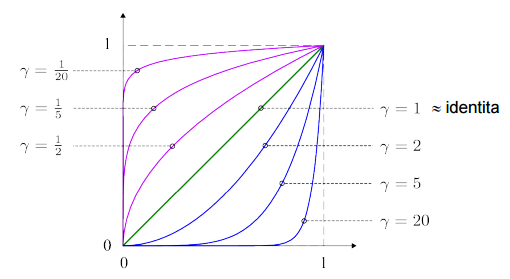 1
γ = 1/20
γ = 1/5
γ = 1 ≈ identita
γ = 1/2
γ = 2
γ = 5
γ = 20
0
0 1